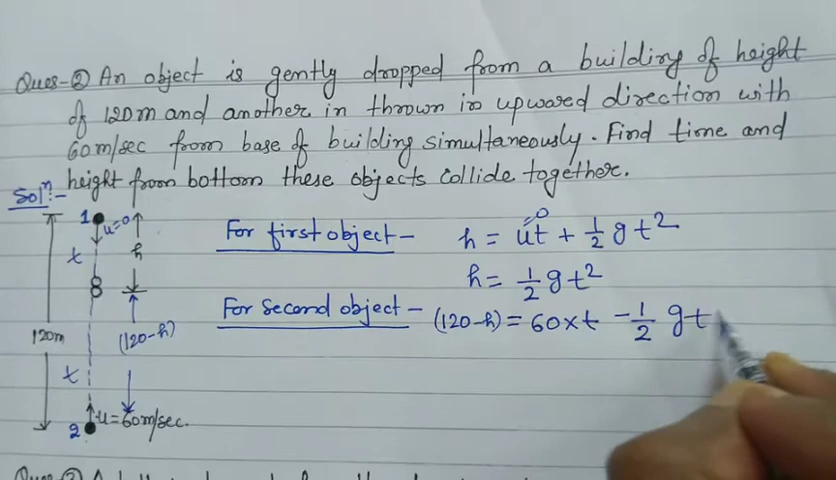 Ques-② An object is gently dropped from a building of height
of 120m and another in thrown in upward direction with
60m/sec from base of building simultaneously. Find time and
height from bottom these objects collide together.
Solⁿ:-
1 u=0
t h
8
120m (120-h)
t
2 u=60m/sec.
For first object - h = ut + 1/2 gt² 0
h = 1/2 gt²
For second object - (120-h) = 60xt - 1/2 gt